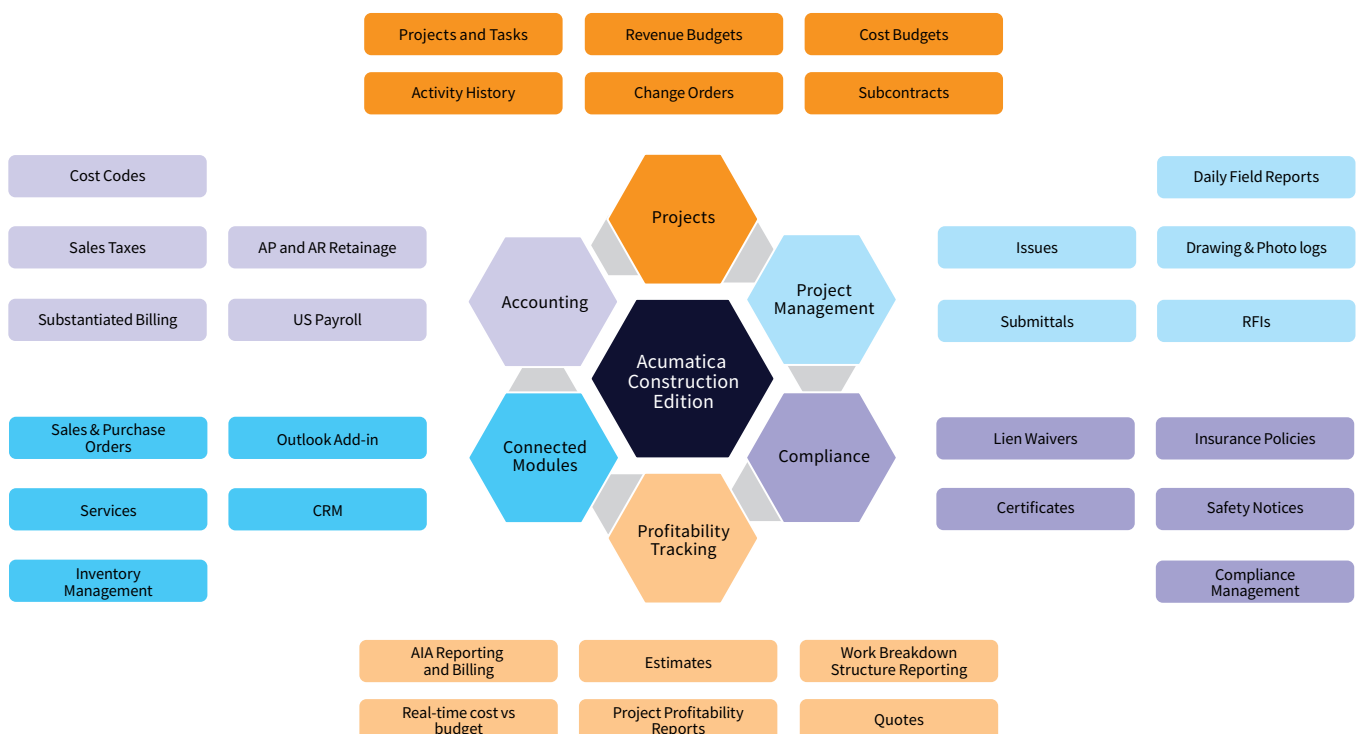 Projects and Tasks
Revenue Budgets
Cost Budgets
Activity History
Change Orders
Subcontracts
Cost Codes
Sales Taxes
AP and AR Retainage
Substantiated Billing
US Payroll
Projects
Accounting
Project
Management
Acumatica
Construction
Edition
Connected
Modules
Compliance
Profitability
Tracking
Daily Field Reports
Issues
Drawing & Photo logs
Submittals
RFIs
Sales & Purchase
Orders
Outlook Add-in
Services
CRM
Inventory
Management
Lien Waivers
Insurance Policies
Certificates
Safety Notices
Compliance
Management
AIA Reporting
and Billing
Estimates
Work Breakdown
Structure Reporting
Real-time cost vs
budget
Project Profitability
Reports
Quotes